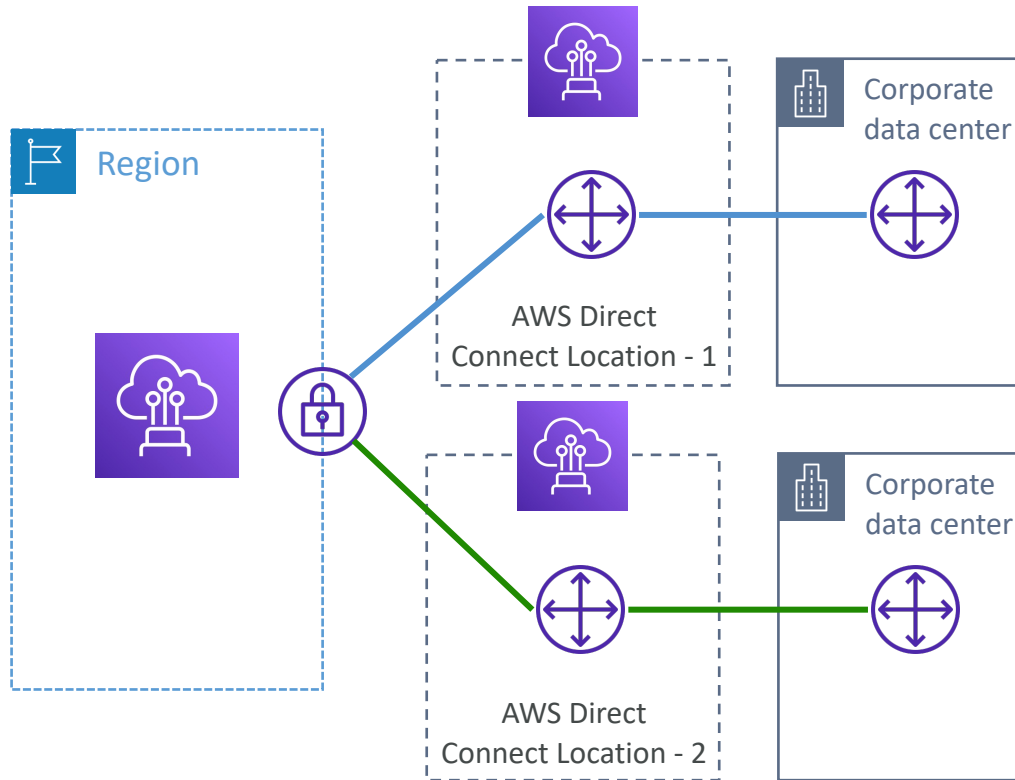 Region
Corporate
data center
AWS Direct
Connect Location - 1
Corporate
data center
AWS Direct
Connect Location - 2